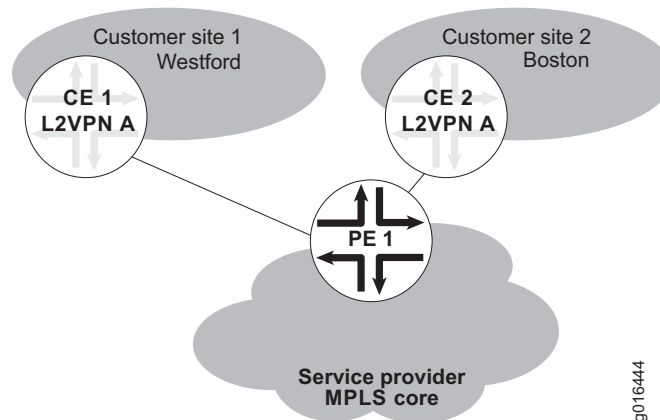 Customer site 1
Westford
Customer site 2
Boston
CE 1
L2VPN A
CE 2
L2VPN A
PE 1
Service provider
MPLS core
g016444